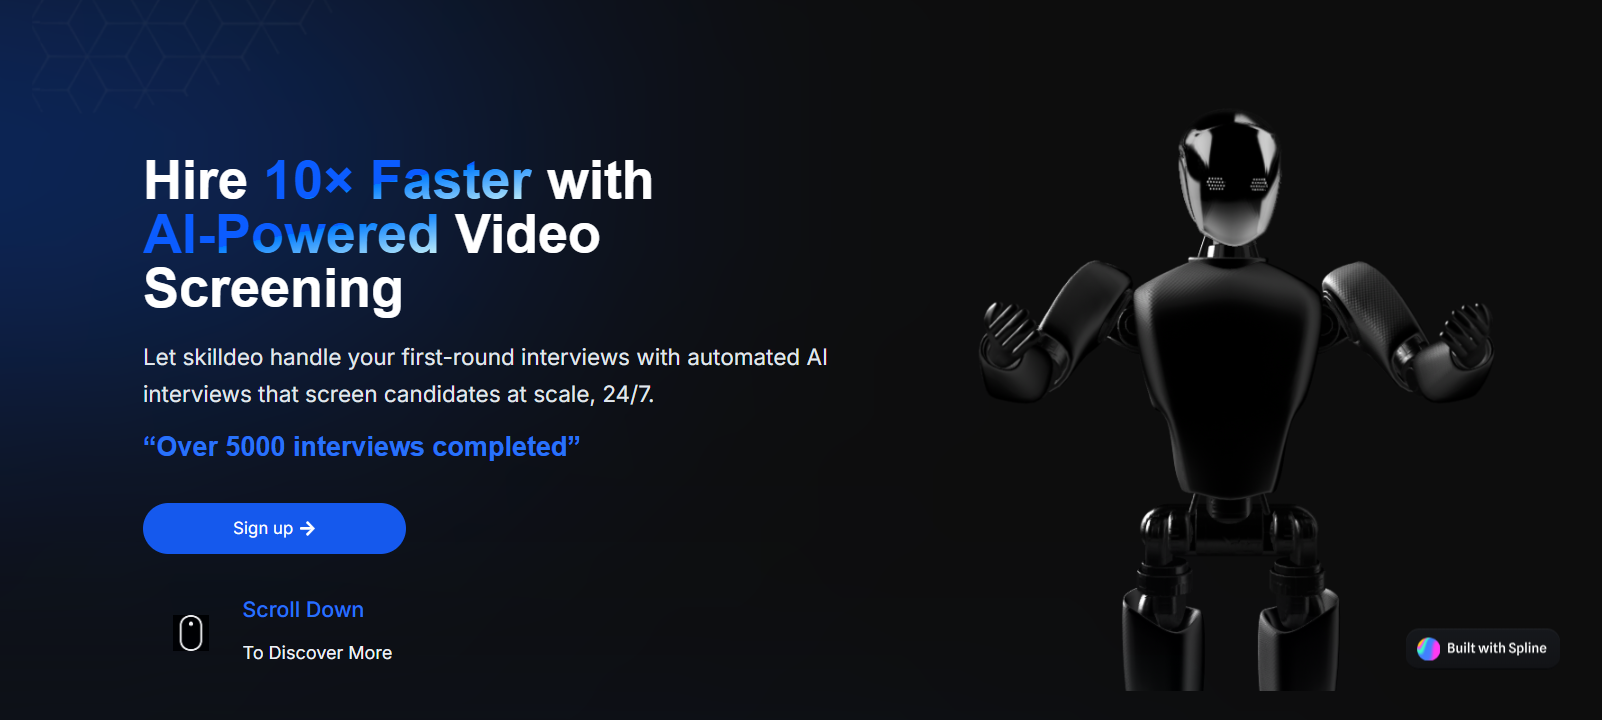 Hire 10× Faster with
AI-Powered Video
Screening
Let skilldeo handle your first-round interviews with automated AI
interviews that screen candidates at scale, 24/7.
“Over 5000 interviews completed”
Sign up →
Scroll Down
To Discover More
Built with Spline